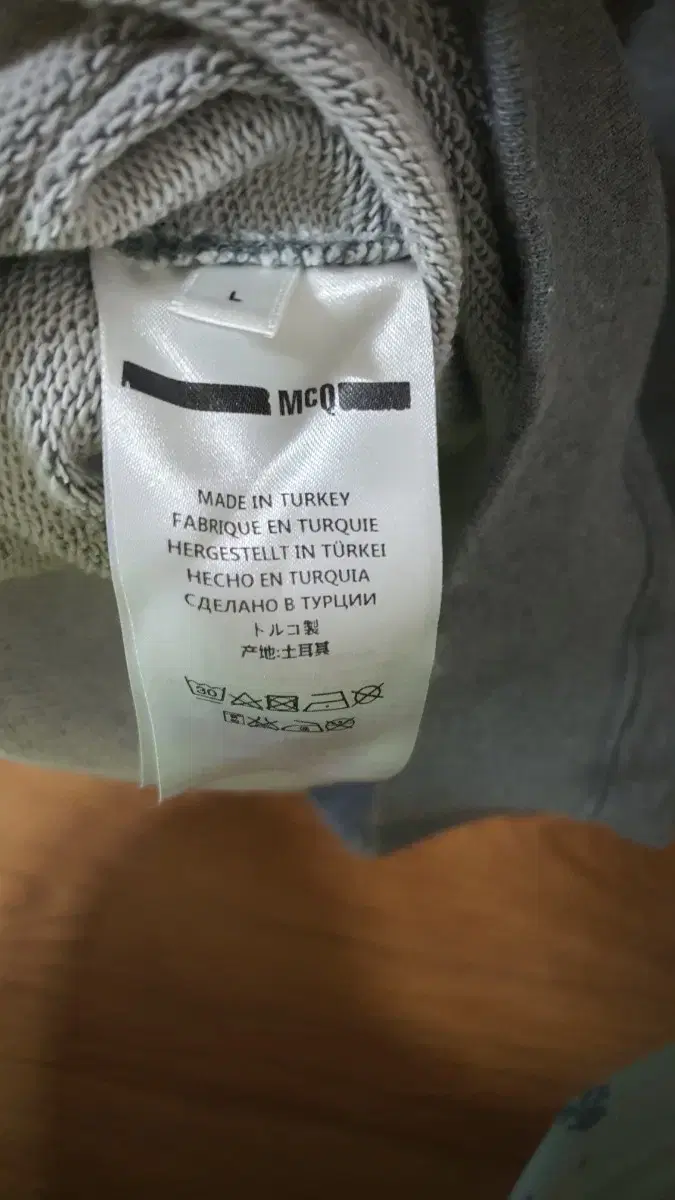 L
McQ
MADE IN TURKEY
FABRIQUE EN TURQUIE
HERGESTELLT IN TÜRKEI
HECHO EN TURQUIA
СДЕЛАНО В ТУРЦИИ
トルコ製
产地:土耳其
30